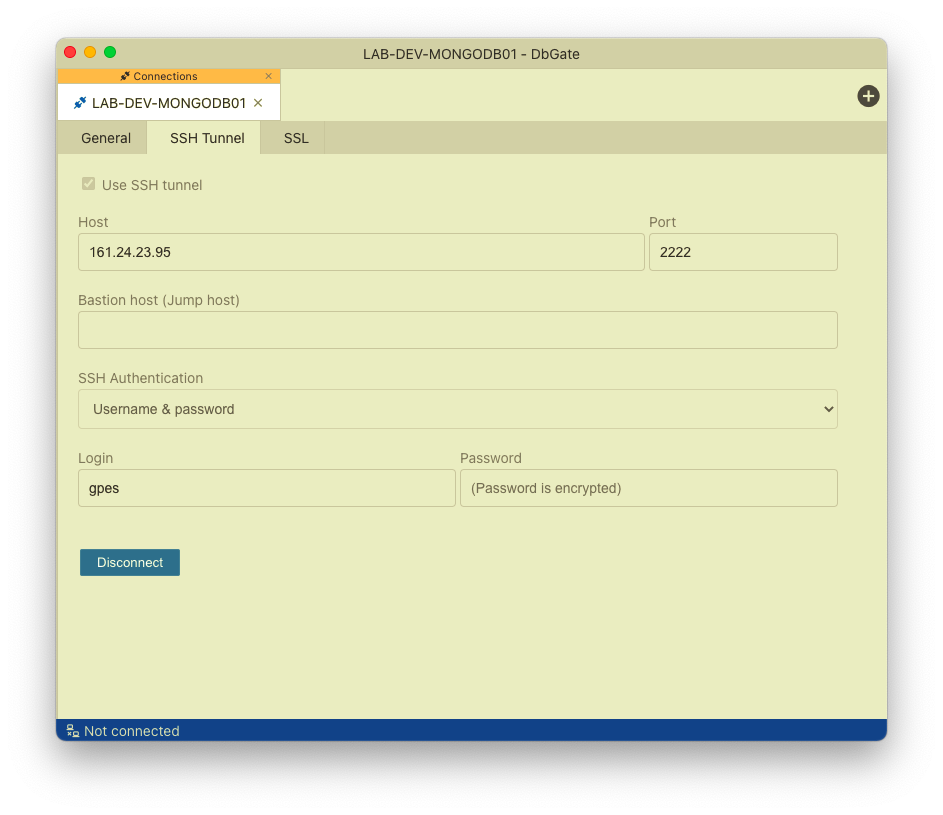 LAB-DEV-MONGODB01 - DbGate
Connections ×
LAB-DEV-MONGODB01 ×
General SSH Tunnel SSL
Use SSH tunnel
Host Port
161.24.23.95 2222
Bastion host (Jump host)
SSH Authentication
Username & password
Login Password
gpes (Password is encrypted)
Disconnect
Not connected